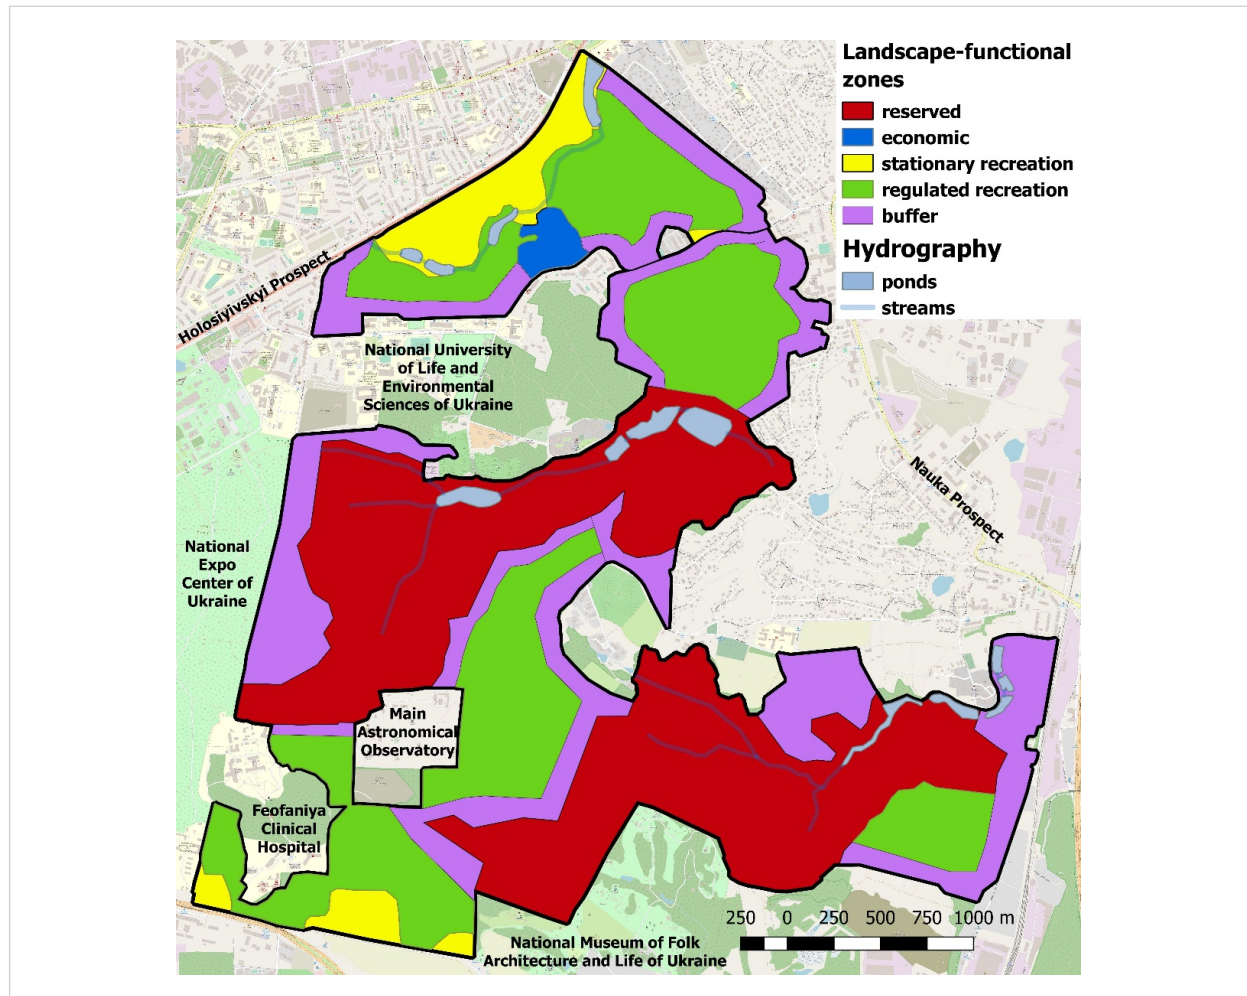 Landscape-functional
zones
reserved
economic
stationary recreation
regulated recreation
buffer
Hydrography
ponds
streams
Holosiyivskyi Prospect
National University
of Life and
Environmental
Sciences of Ukraine
Nauka Prospect
National
Expo
Center of
Ukraine
Main
Astronomical
Observatory
Feofaniya
Clinical
Hospital
250 0 250 500 750 1000 m
National Museum of Folk
Architecture and Life of Ukraine